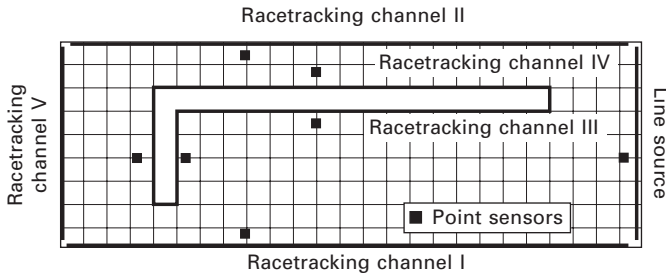 Racetracking channel II
Racetracking channel IV
Racetracking
channel V
Racetracking channel III
Line source
Point sensors
Racetracking channel I